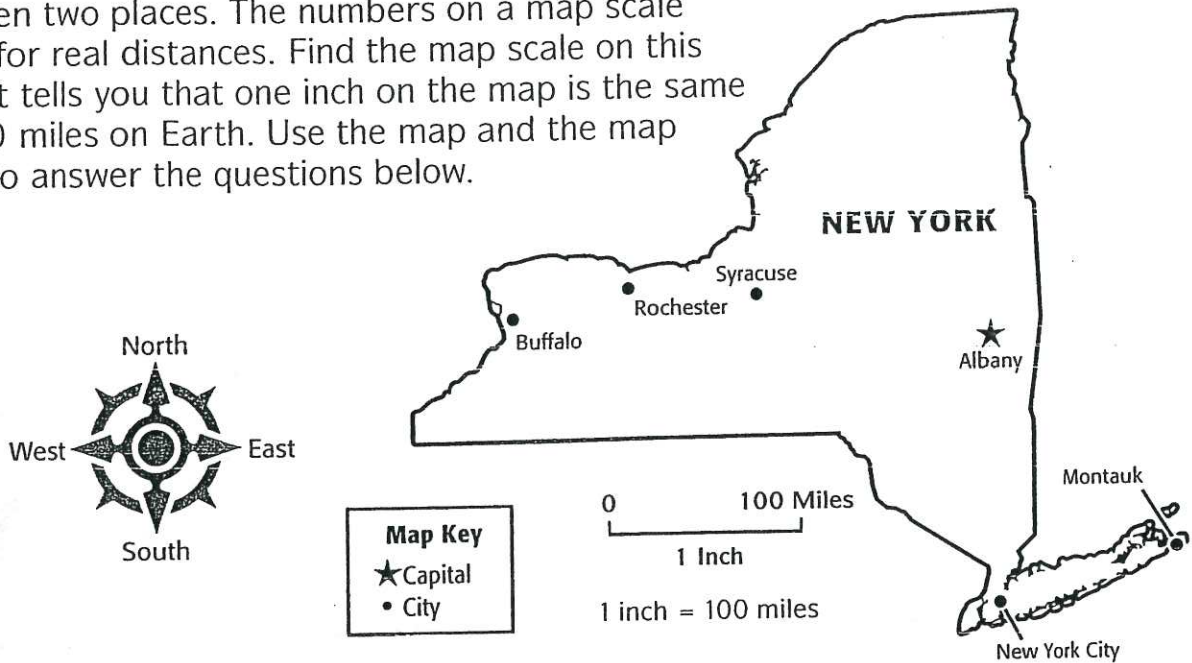 en two places. The numbers on a map scale
for real distances. Find the map scale on this
t tells you that one inch on the map is the same
0 miles on Earth. Use the map and the map
o answer the questions below.
NEW YORK
Syracuse
Rochester
Buffalo
Albany
North
West
East
South
Montauk
0 100 Miles
1 Inch
1 inch = 100 miles
Map Key
Capital
City
New York City